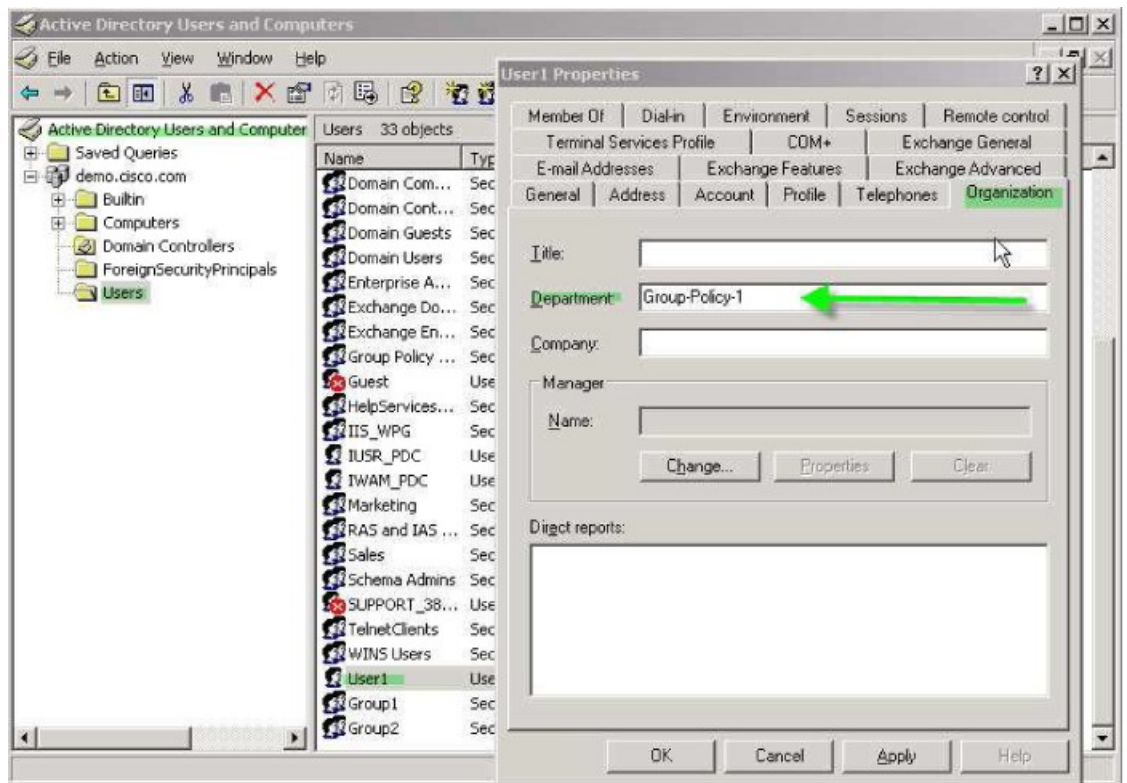 Active Directory Users and Computers
File Action View Window Help
Active Directory Users and Computer
Saved Queries
demo.cisco.com
Builtin
Computers
Domain Controllers
ForeignSecurityPrincipals
Users
Users 33 objects
Name Typ
Domain Com... Sec
Domain Cont... Sec
Domain Guests Sec
Domain Users Sec
Enterprise A... Sec
Exchange Do... Sec
Exchange En... Sec
Group Policy ... Sec
Guest Use
HelpServices... Sec
IIS_WPG Sec
IUSR_PDC Use
IWAM_PDC Use
Marketing Sec
RAS and IAS ... Sec
Sales Sec
Schema Admins Sec
SUPPORT_38... Use
TelnetClients Sec
WINS Users Sec
User1 Use
Group1 Sec
Group2 Sec
User1 Properties
Member Of Dial-in Environment Sessions Remote control
Terminal Services Profile COM+ Exchange General
E-mail Addresses Exchange Features Exchange Advanced
General Address Account Profile Telephones Organization
Title:
Department: Group-Policy-1
Company:
Manager
Name:
Change... Properties Clear
Direct reports:
OK Cancel Apply Help